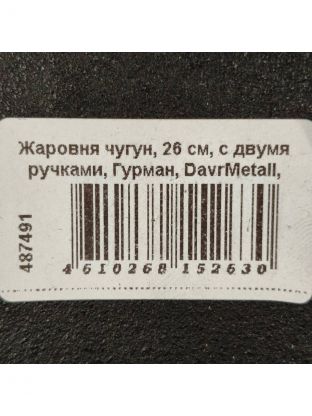 Жаровня чугун, 26 см, с двумя
ручками, Гурман, DavrMetall,
487491
4 610268 152630